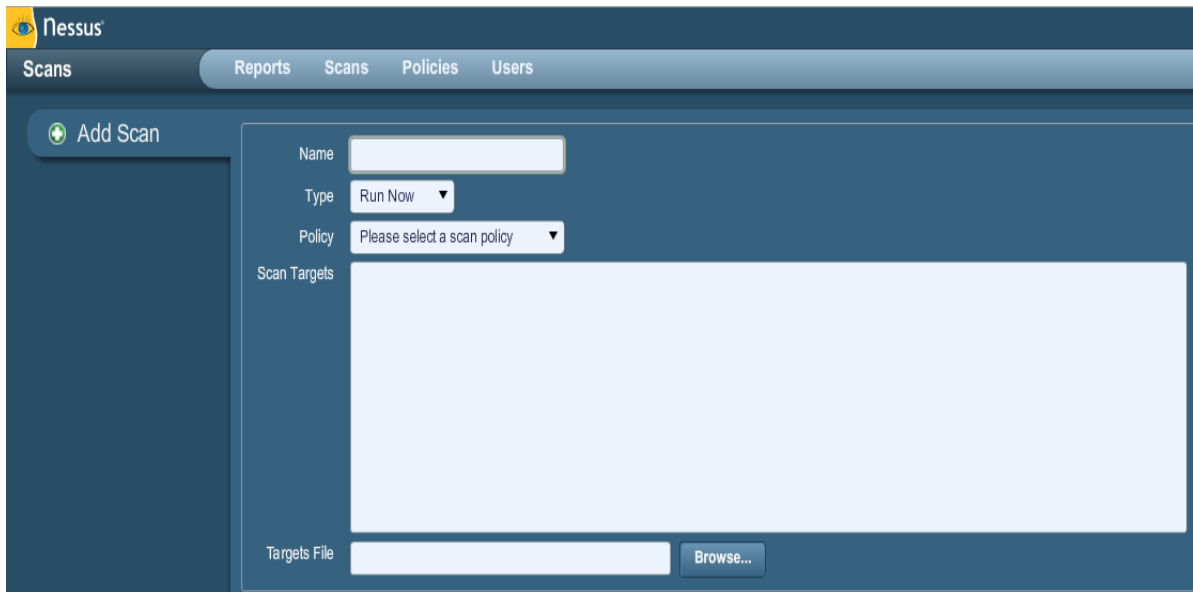 Nessus®
Scans
Reports Scans Policies Users
Add Scan
Name
Type Run Now
Policy Please select a scan policy
Scan Targets
Targets File Browse...